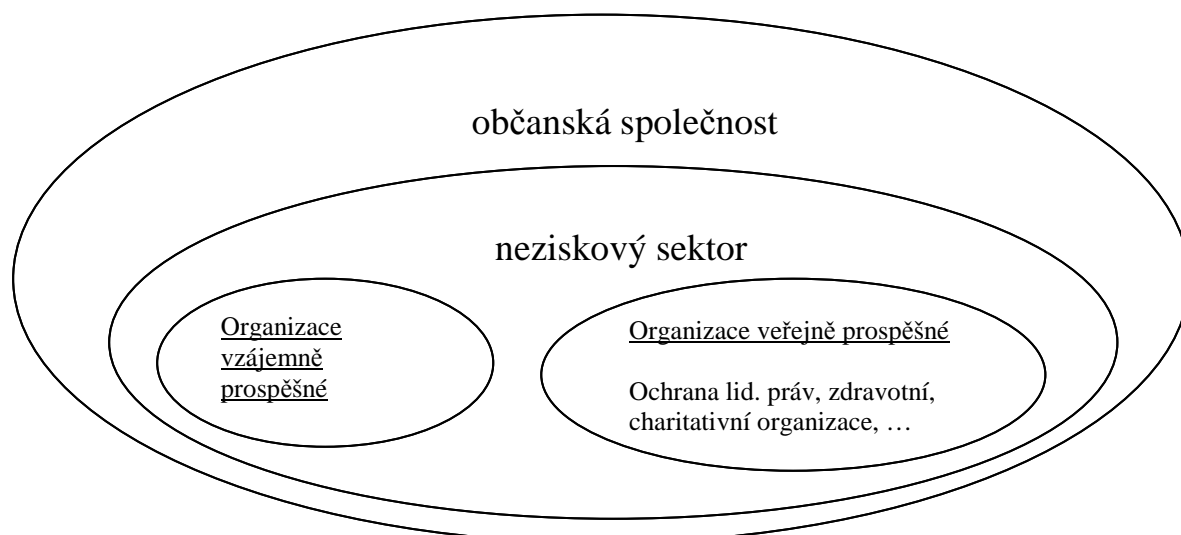 občanská společnost
neziskový sektor
Organizace
vzájemně
prospěšné
Organizace veřejně prospěšné
Ochrana lid. práv, zdravotní,
charitativní organizace, …